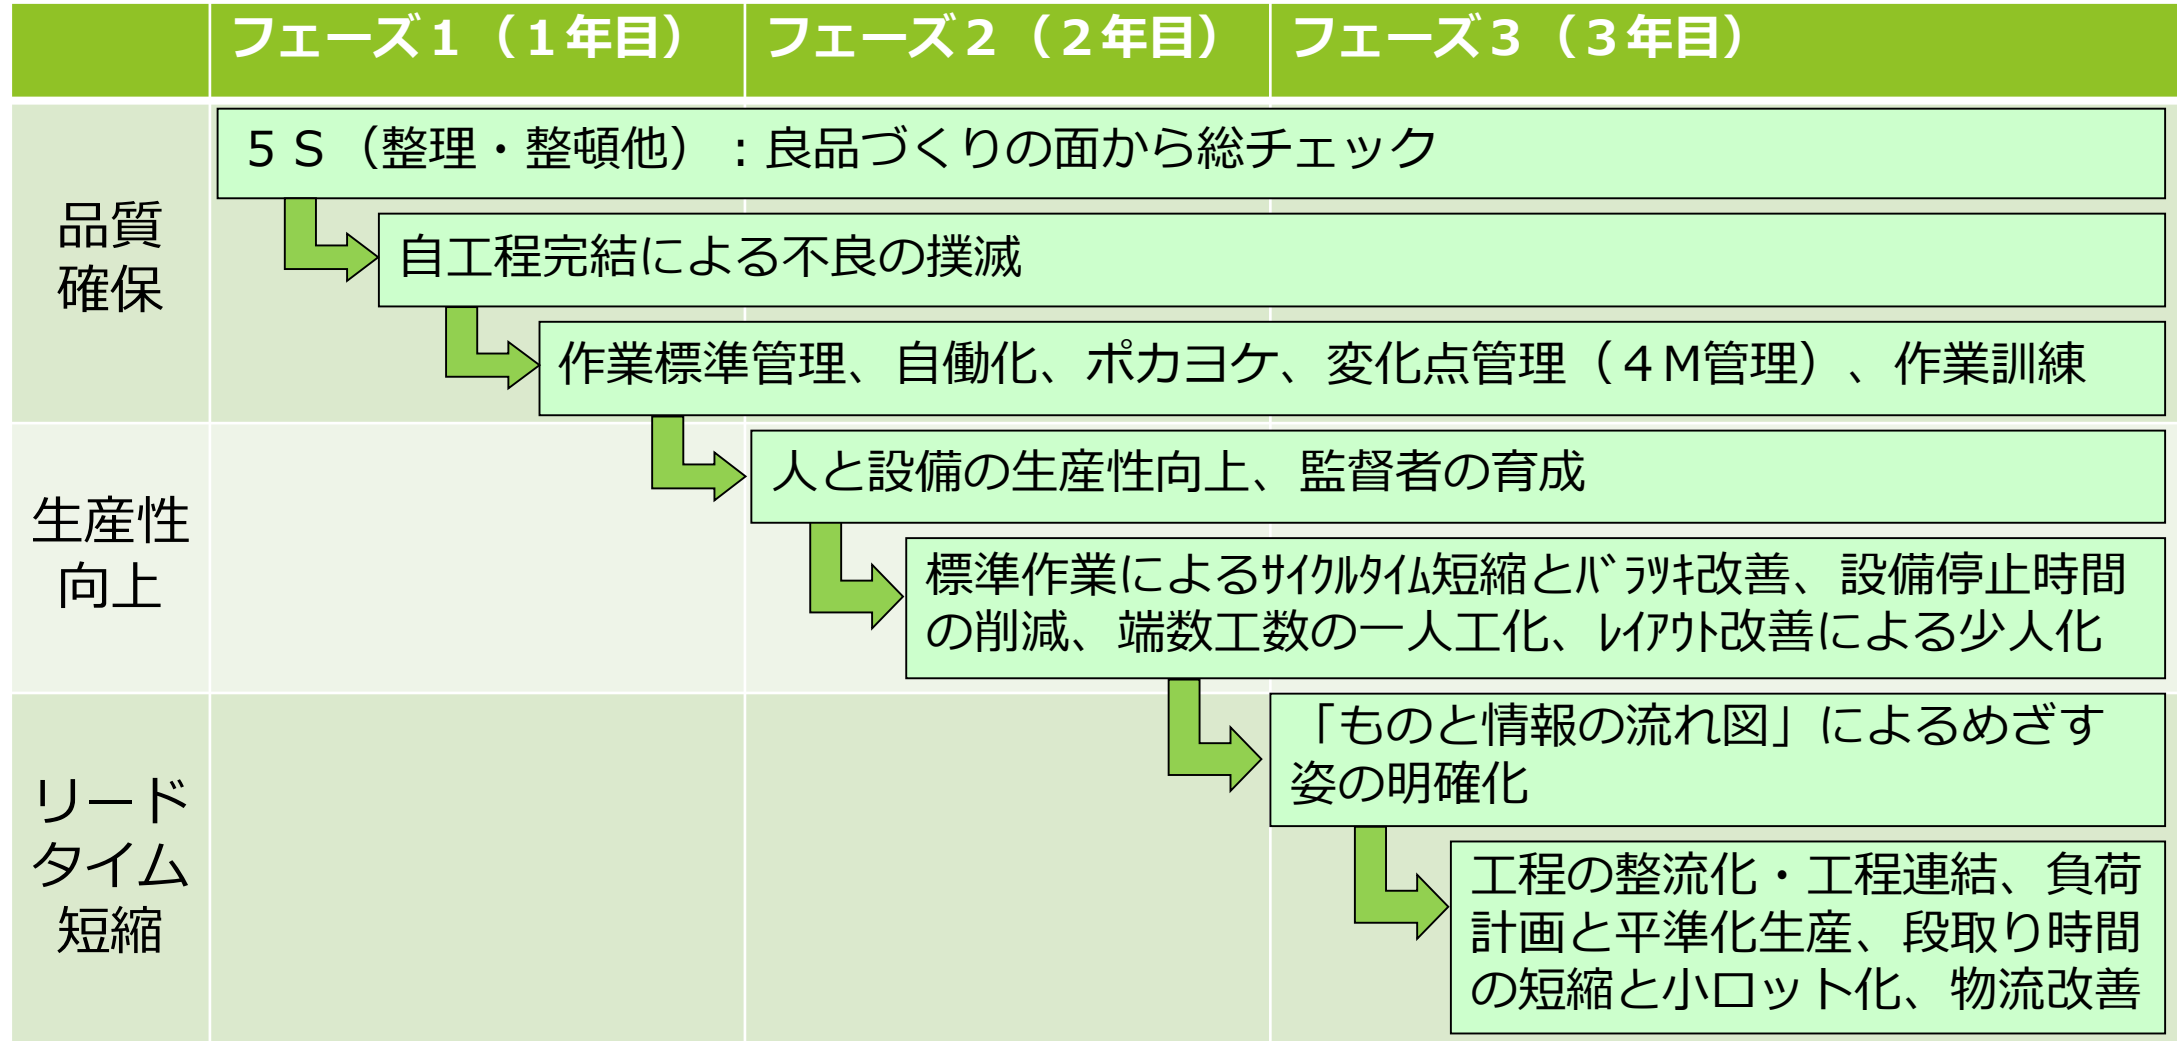 フェーズ１（１年目）
フェーズ２（２年目）
フェーズ３（３年目）
品質
確保
５Ｓ（整理・整頓他）：良品づくりの面から総チェック
自工程完結による不良の撲滅
作業標準管理、自働化、ポカヨケ、変化点管理（４Ｍ管理）、作業訓練
生産性
向上
人と設備の生産性向上、監督者の育成
標準作業によるｻｲｸﾙﾀｲﾑ短縮とﾊﾞﾗﾂｷ改善、設備停止時間
の削減、端数工数の一人工化、ﾚｲｱｳﾄ改善による少人化
リード
タイム
短縮
「ものと情報の流れ図」によるめざす
姿の明確化
工程の整流化・工程連結、負荷
計画と平準化生産、段取り時間
の短縮と小ロット化、物流改善